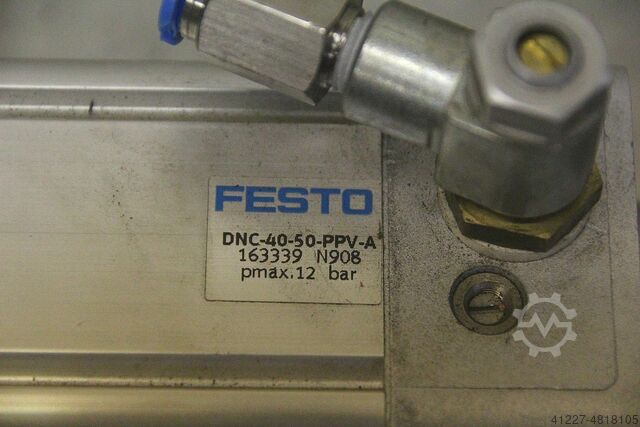 FESTO
DNC-40-50-PPV-A
163339 N908
pmax.12 bar
41227-4818105